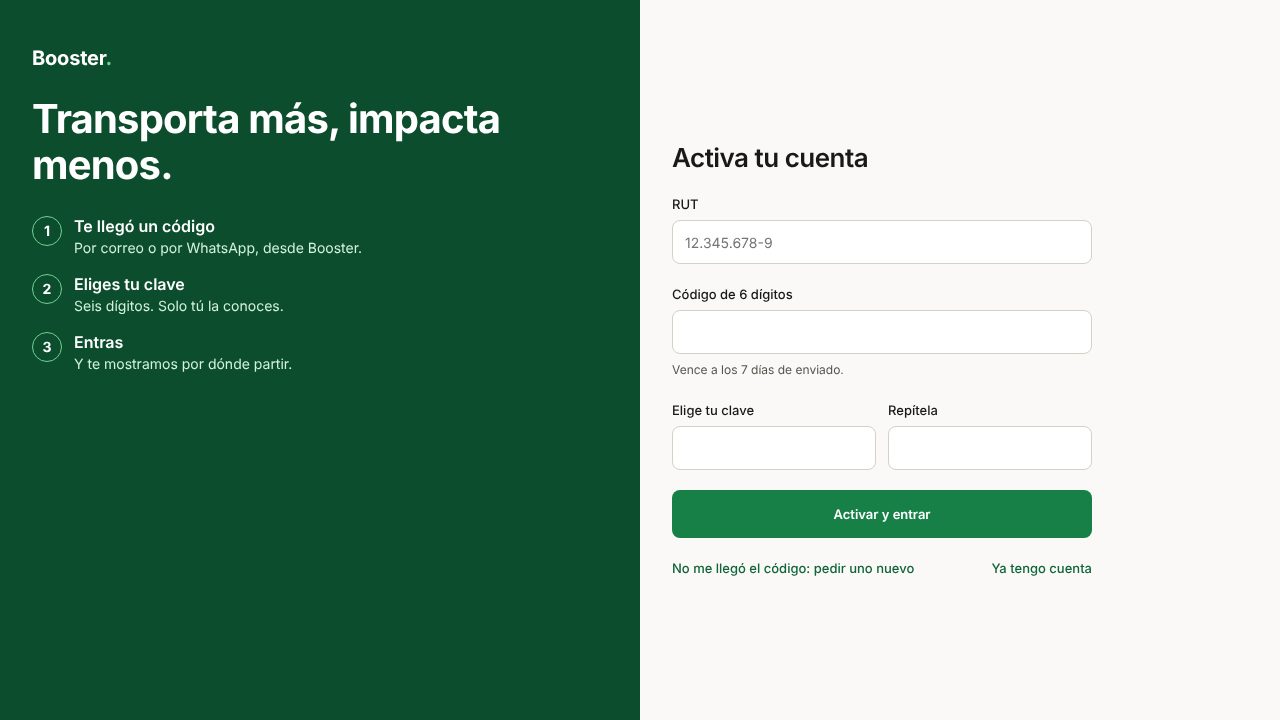 Booster.
Transporta más, impacta
menos.
1
Te llegó un código
Por correo o por WhatsApp, desde Booster.
2
Eliges tu clave
Seis dígitos. Solo tú la conoces.
3
Entras
Y te mostramos por dónde partir.
Activa tu cuenta
RUT
12.345.678-9
Código de 6 dígitos
Vence a los 7 días de enviado.
Elige tu clave
Repítela
Activar y entrar
No me llegó el código: pedir uno nuevo
Ya tengo cuenta